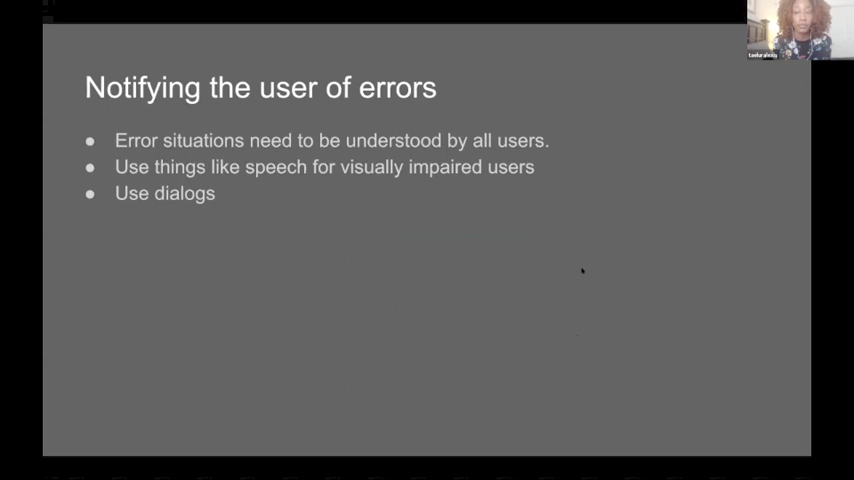 Notifying the user of errors
● Error situations need to be understood by all users.
● Use things like speech for visually impaired users
● Use dialogs